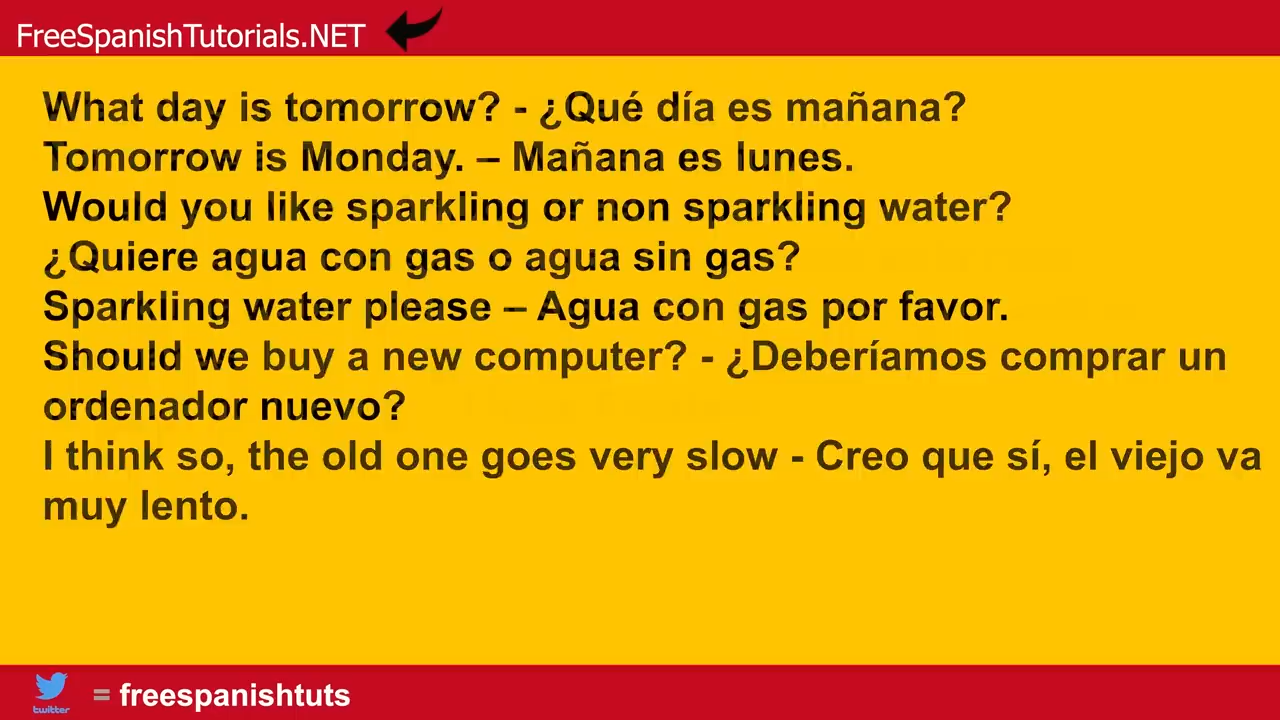 FreeSpanishTutorials.NET
What day is tomorrow? - ¿Qué día es mañana?
Tomorrow is Monday. – Mañana es lunes.
Would you like sparkling or non sparkling water?
¿Quiere agua con gas o agua sin gas?
Sparkling water please – Agua con gas por favor.
Should we buy a new computer? - ¿Deberíamos comprar un
ordenador nuevo?
I think so, the old one goes very slow - Creo que sí, el viejo va
muy lento.
twitter = freespanishtuts